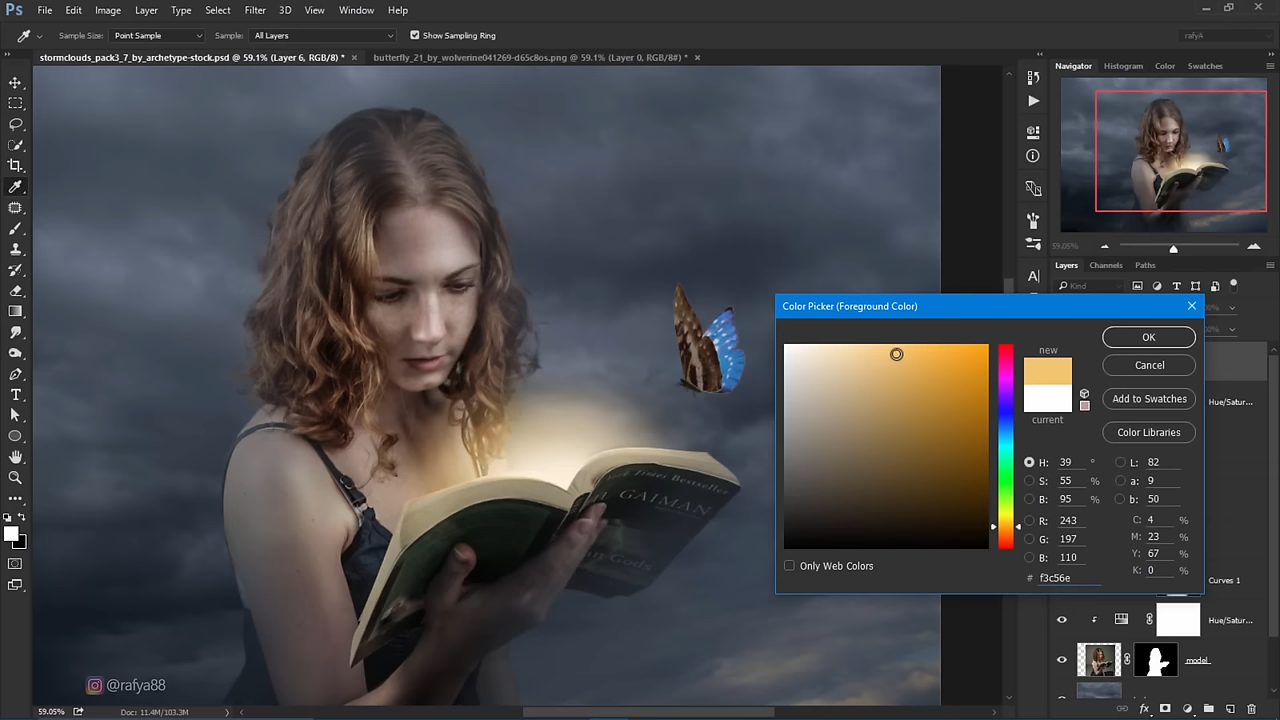 Ps File Edit Image Layer Type Select Filter 3D View Window Help
Sample Size: Point Sample Sample: All Layers Show Sampling Ring rafyA
stormclouds_pack3_7_by_archetype-stock.psd @ 59.1% (Layer 6, RGB/8) * × butterfly_21_by_wolverine041269-d65c8os.png @ 59.1% (Layer 0, RGB/8#) * ×
Navigator Histogram Color Swatches
59.05%
Layers Channels Paths
Kind
Color Picker (Foreground Color)
new
current
OK
Cancel
Add to Swatches
Color Libraries
H: 39 °
S: 55 %
B: 95 %
R: 243
G: 197
B: 110
# f3c56e
L: 82
a: 9
b: 50
C: 4 %
M: 23 %
Y: 67 %
K: 0 %
Only Web Colors
Hue/Satur...
Curves 1
Hue/Satur...
model
Times Bestseller
GAIMAN
Gods
@rafya88
59.05% Doc: 11.4M/103.3M